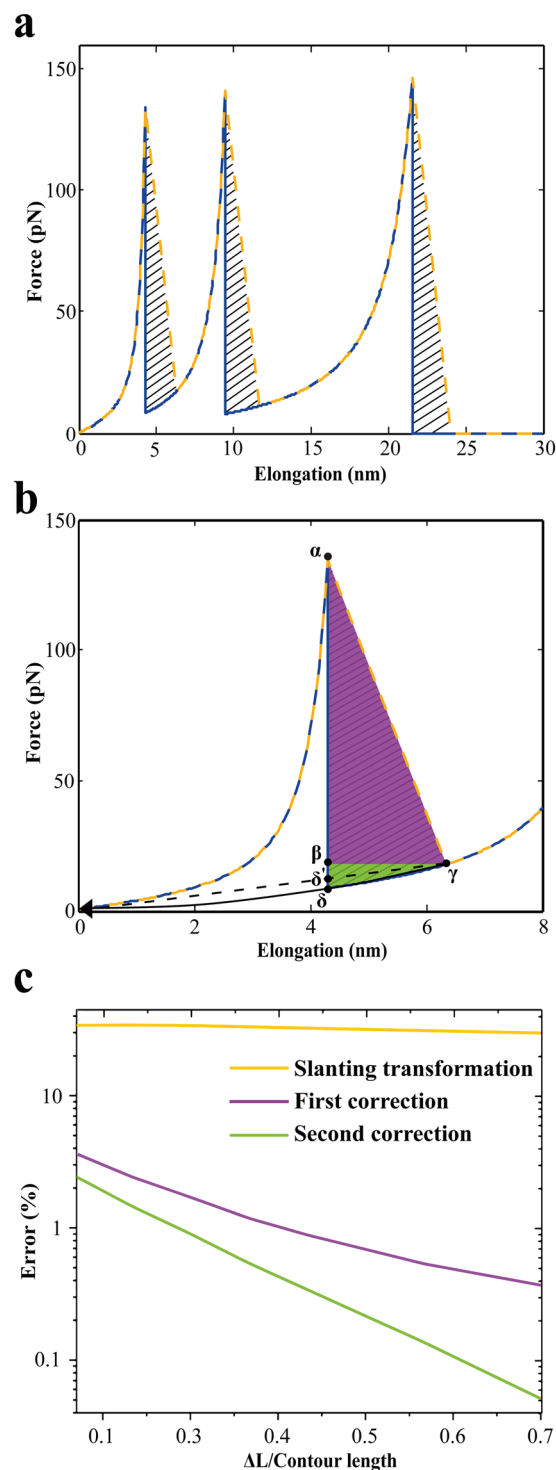 a
150
100
50
0
Force (pN)
0 5 10 15 20 25 30
Elongation (nm)
b
150
100
50
0
Force (pN)
α
β
δ'
δ
γ
0 2 4 6 8
Elongation (nm)
c
10
1
0.1
Error (%)
Slanting transformation
First correction
Second correction
0.1 0.2 0.3 0.4 0.5 0.6 0.7
ΔL/Contour length